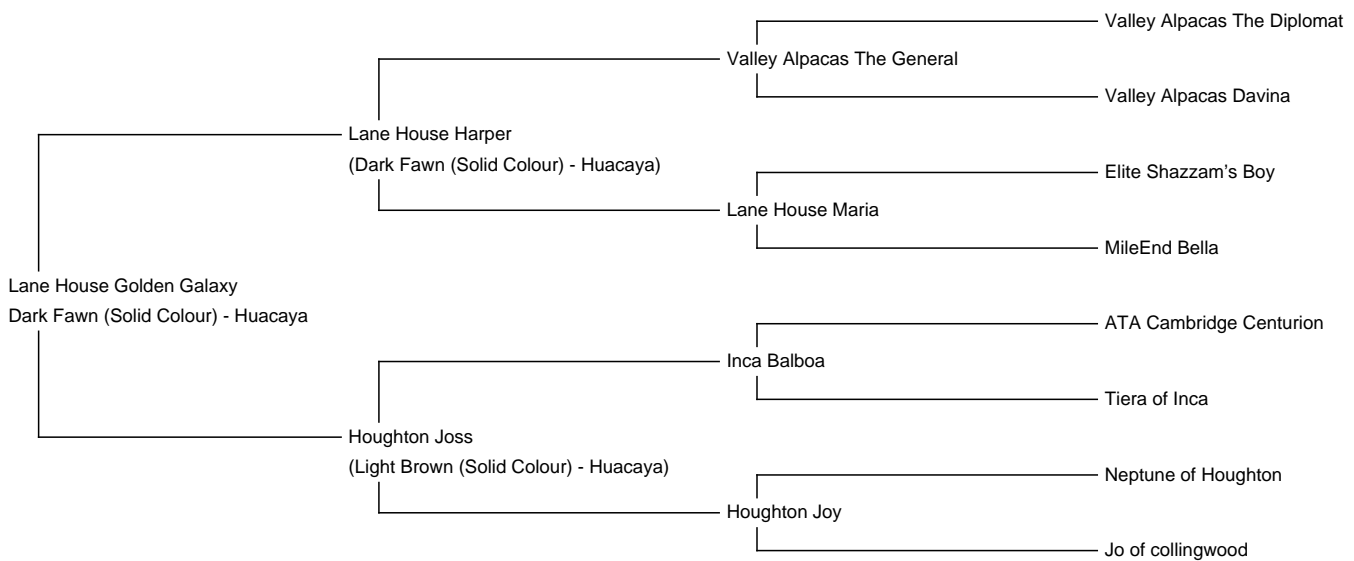 Valley Alpacas The Diplomat
Valley Alpacas The General
Valley Alpacas Davina
Lane House Harper
(Dark Fawn (Solid Colour) - Huacaya)
Elite Shazzam's Boy
Lane House Maria
MileEnd Bella
Lane House Golden Galaxy
Dark Fawn (Solid Colour) - Huacaya
ATA Cambridge Centurion
Inca Balboa
Tiera of Inca
Houghton Joss
(Light Brown (Solid Colour) - Huacaya)
Neptune of Houghton
Houghton Joy
Jo of collingwood